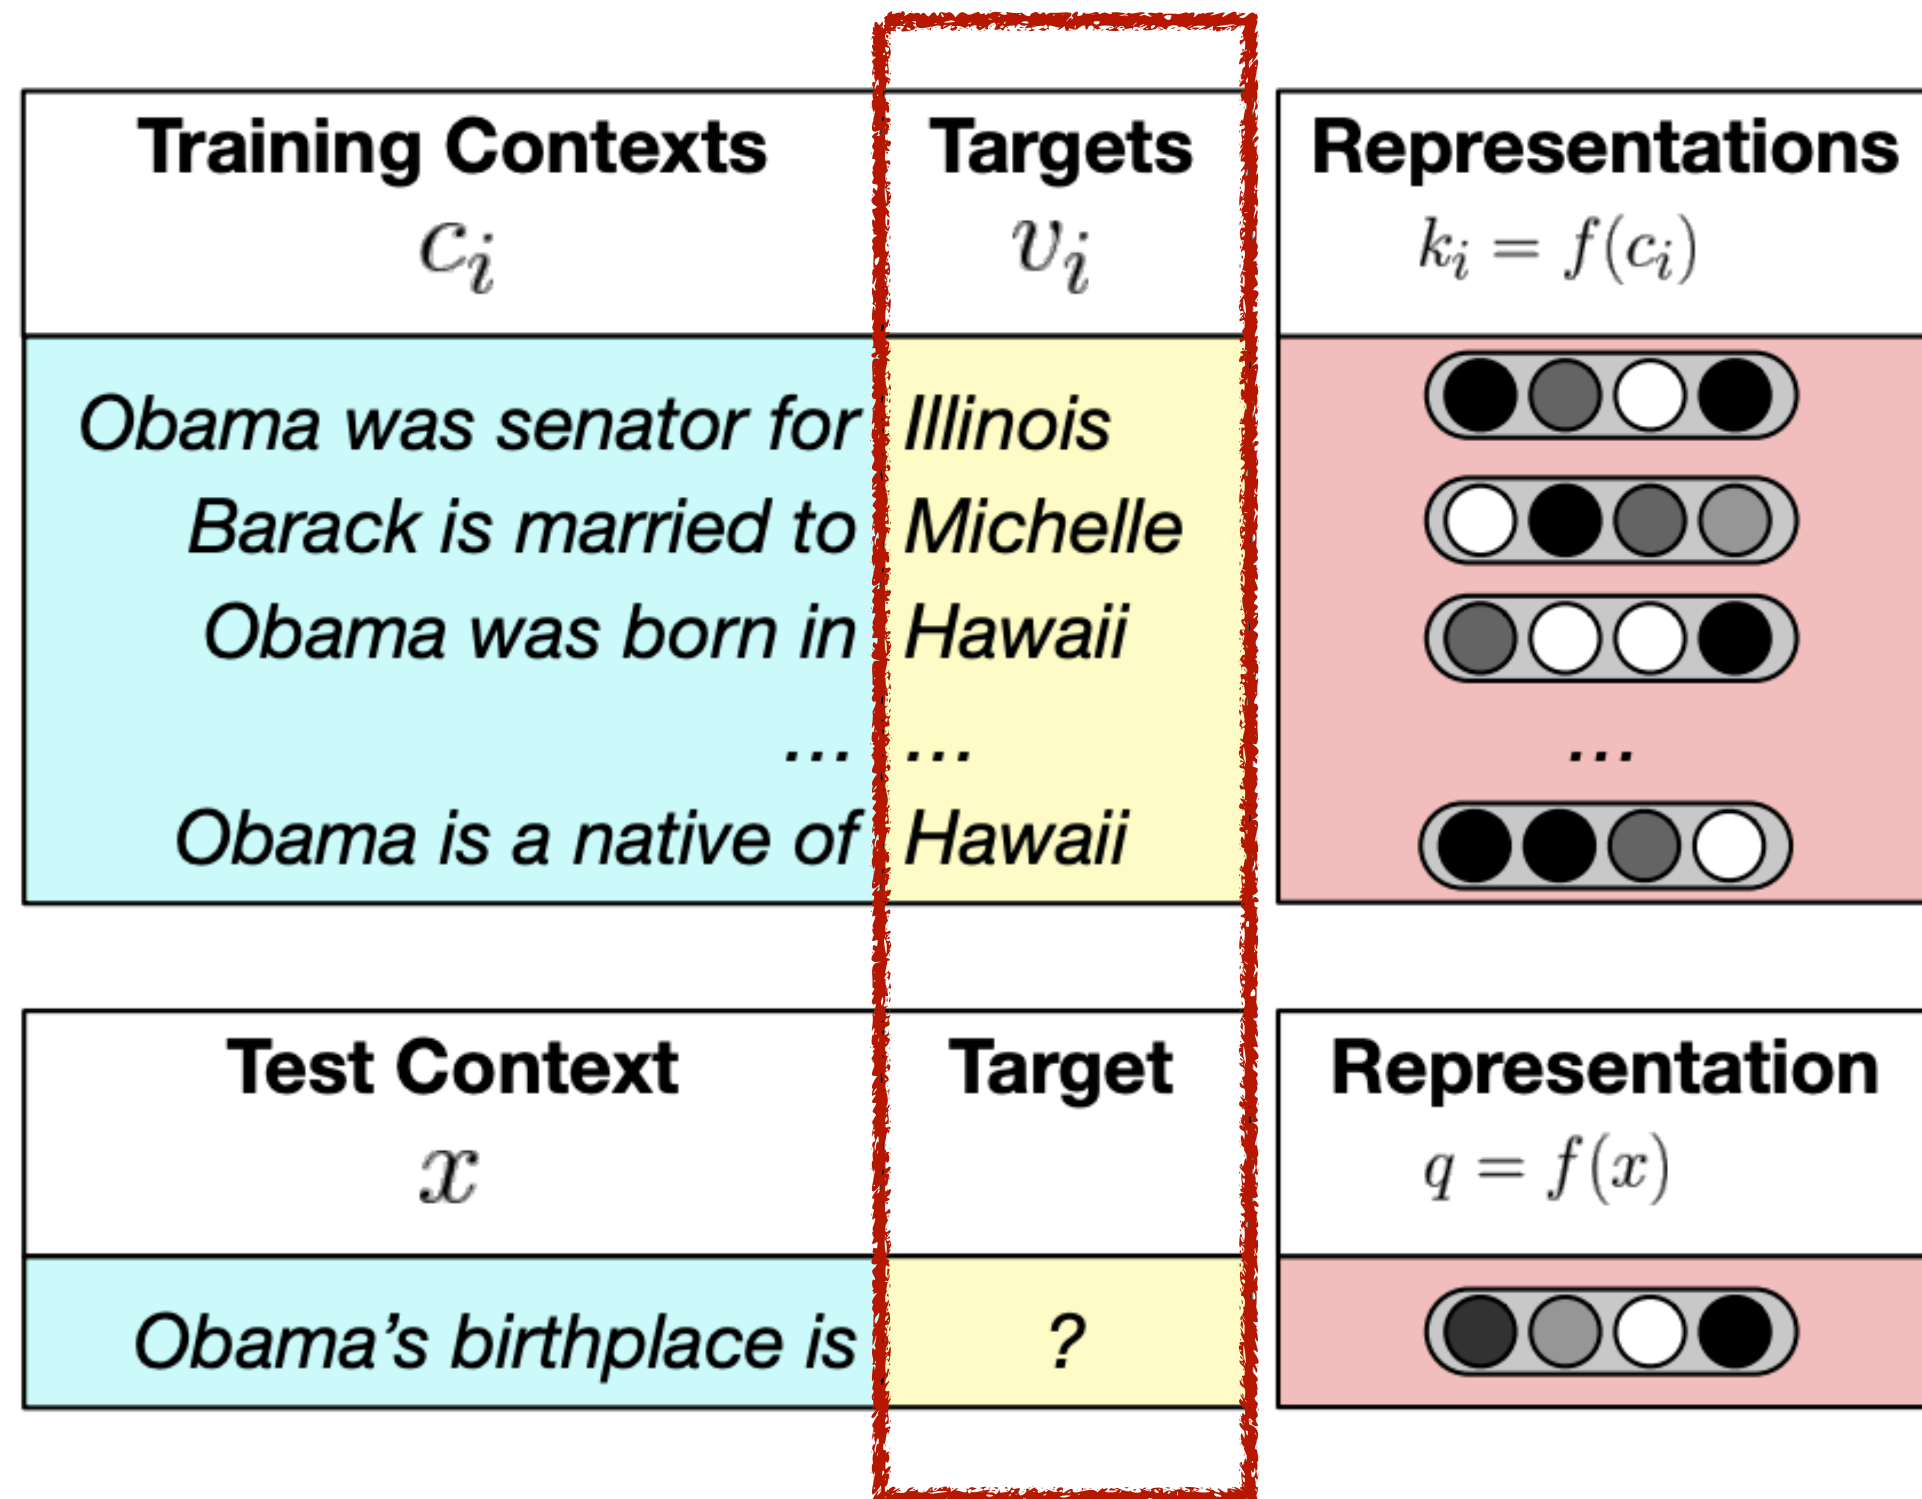 Training Contexts Targets Representations
c_i v_i k_i = f(c_i)
Obama was senator for Illinois
Barack is married to Michelle
Obama was born in Hawaii
... ... ...
Obama is a native of Hawaii
Test Context Target Representation
x q = f(x)
Obama’s birthplace is ?